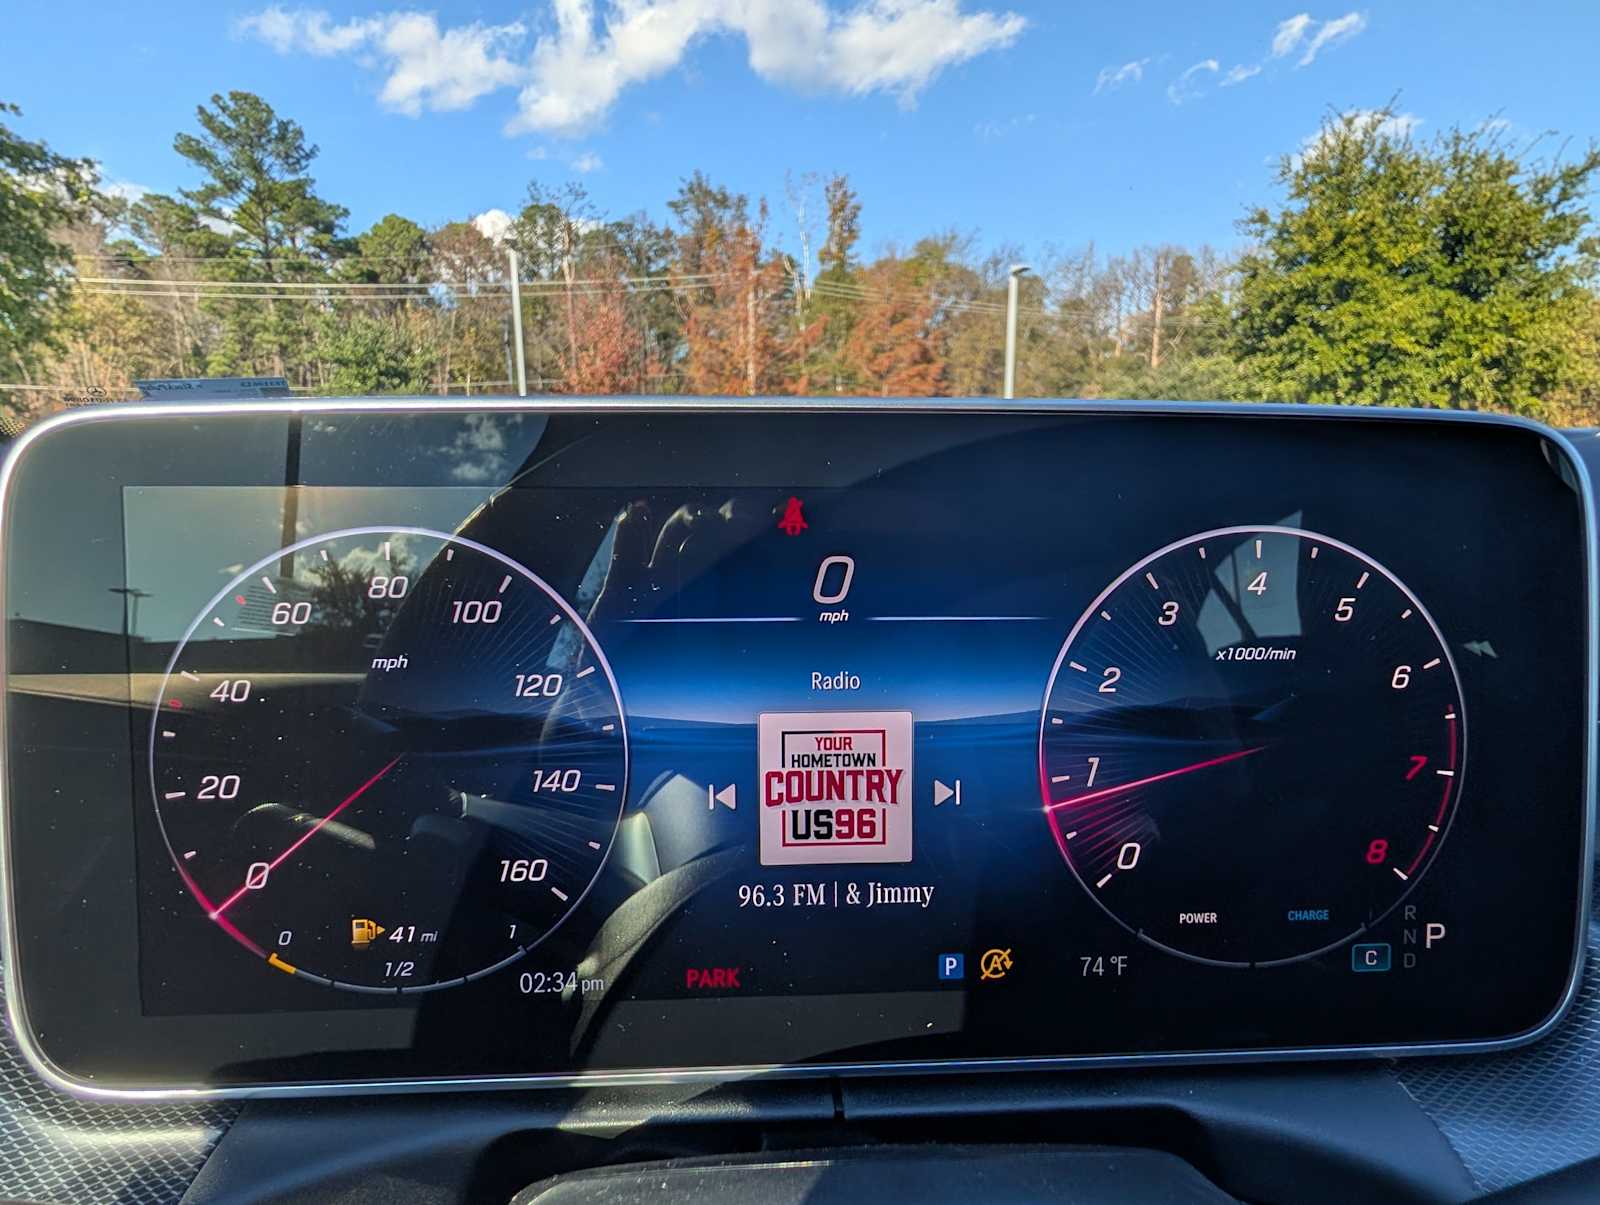 0
mph
60
80
100
mph
40
120
20
140
0
160
0
41 mi
1
1/2
02:34 pm
Radio
YOUR
HOMETOWN
COUNTRY
US96
96.3 FM | & Jimmy
PARK
P
A
74 °F
4
3
5
x1000/min
2
6
1
7
0
8
POWER
CHARGE
R
N
D
P
C